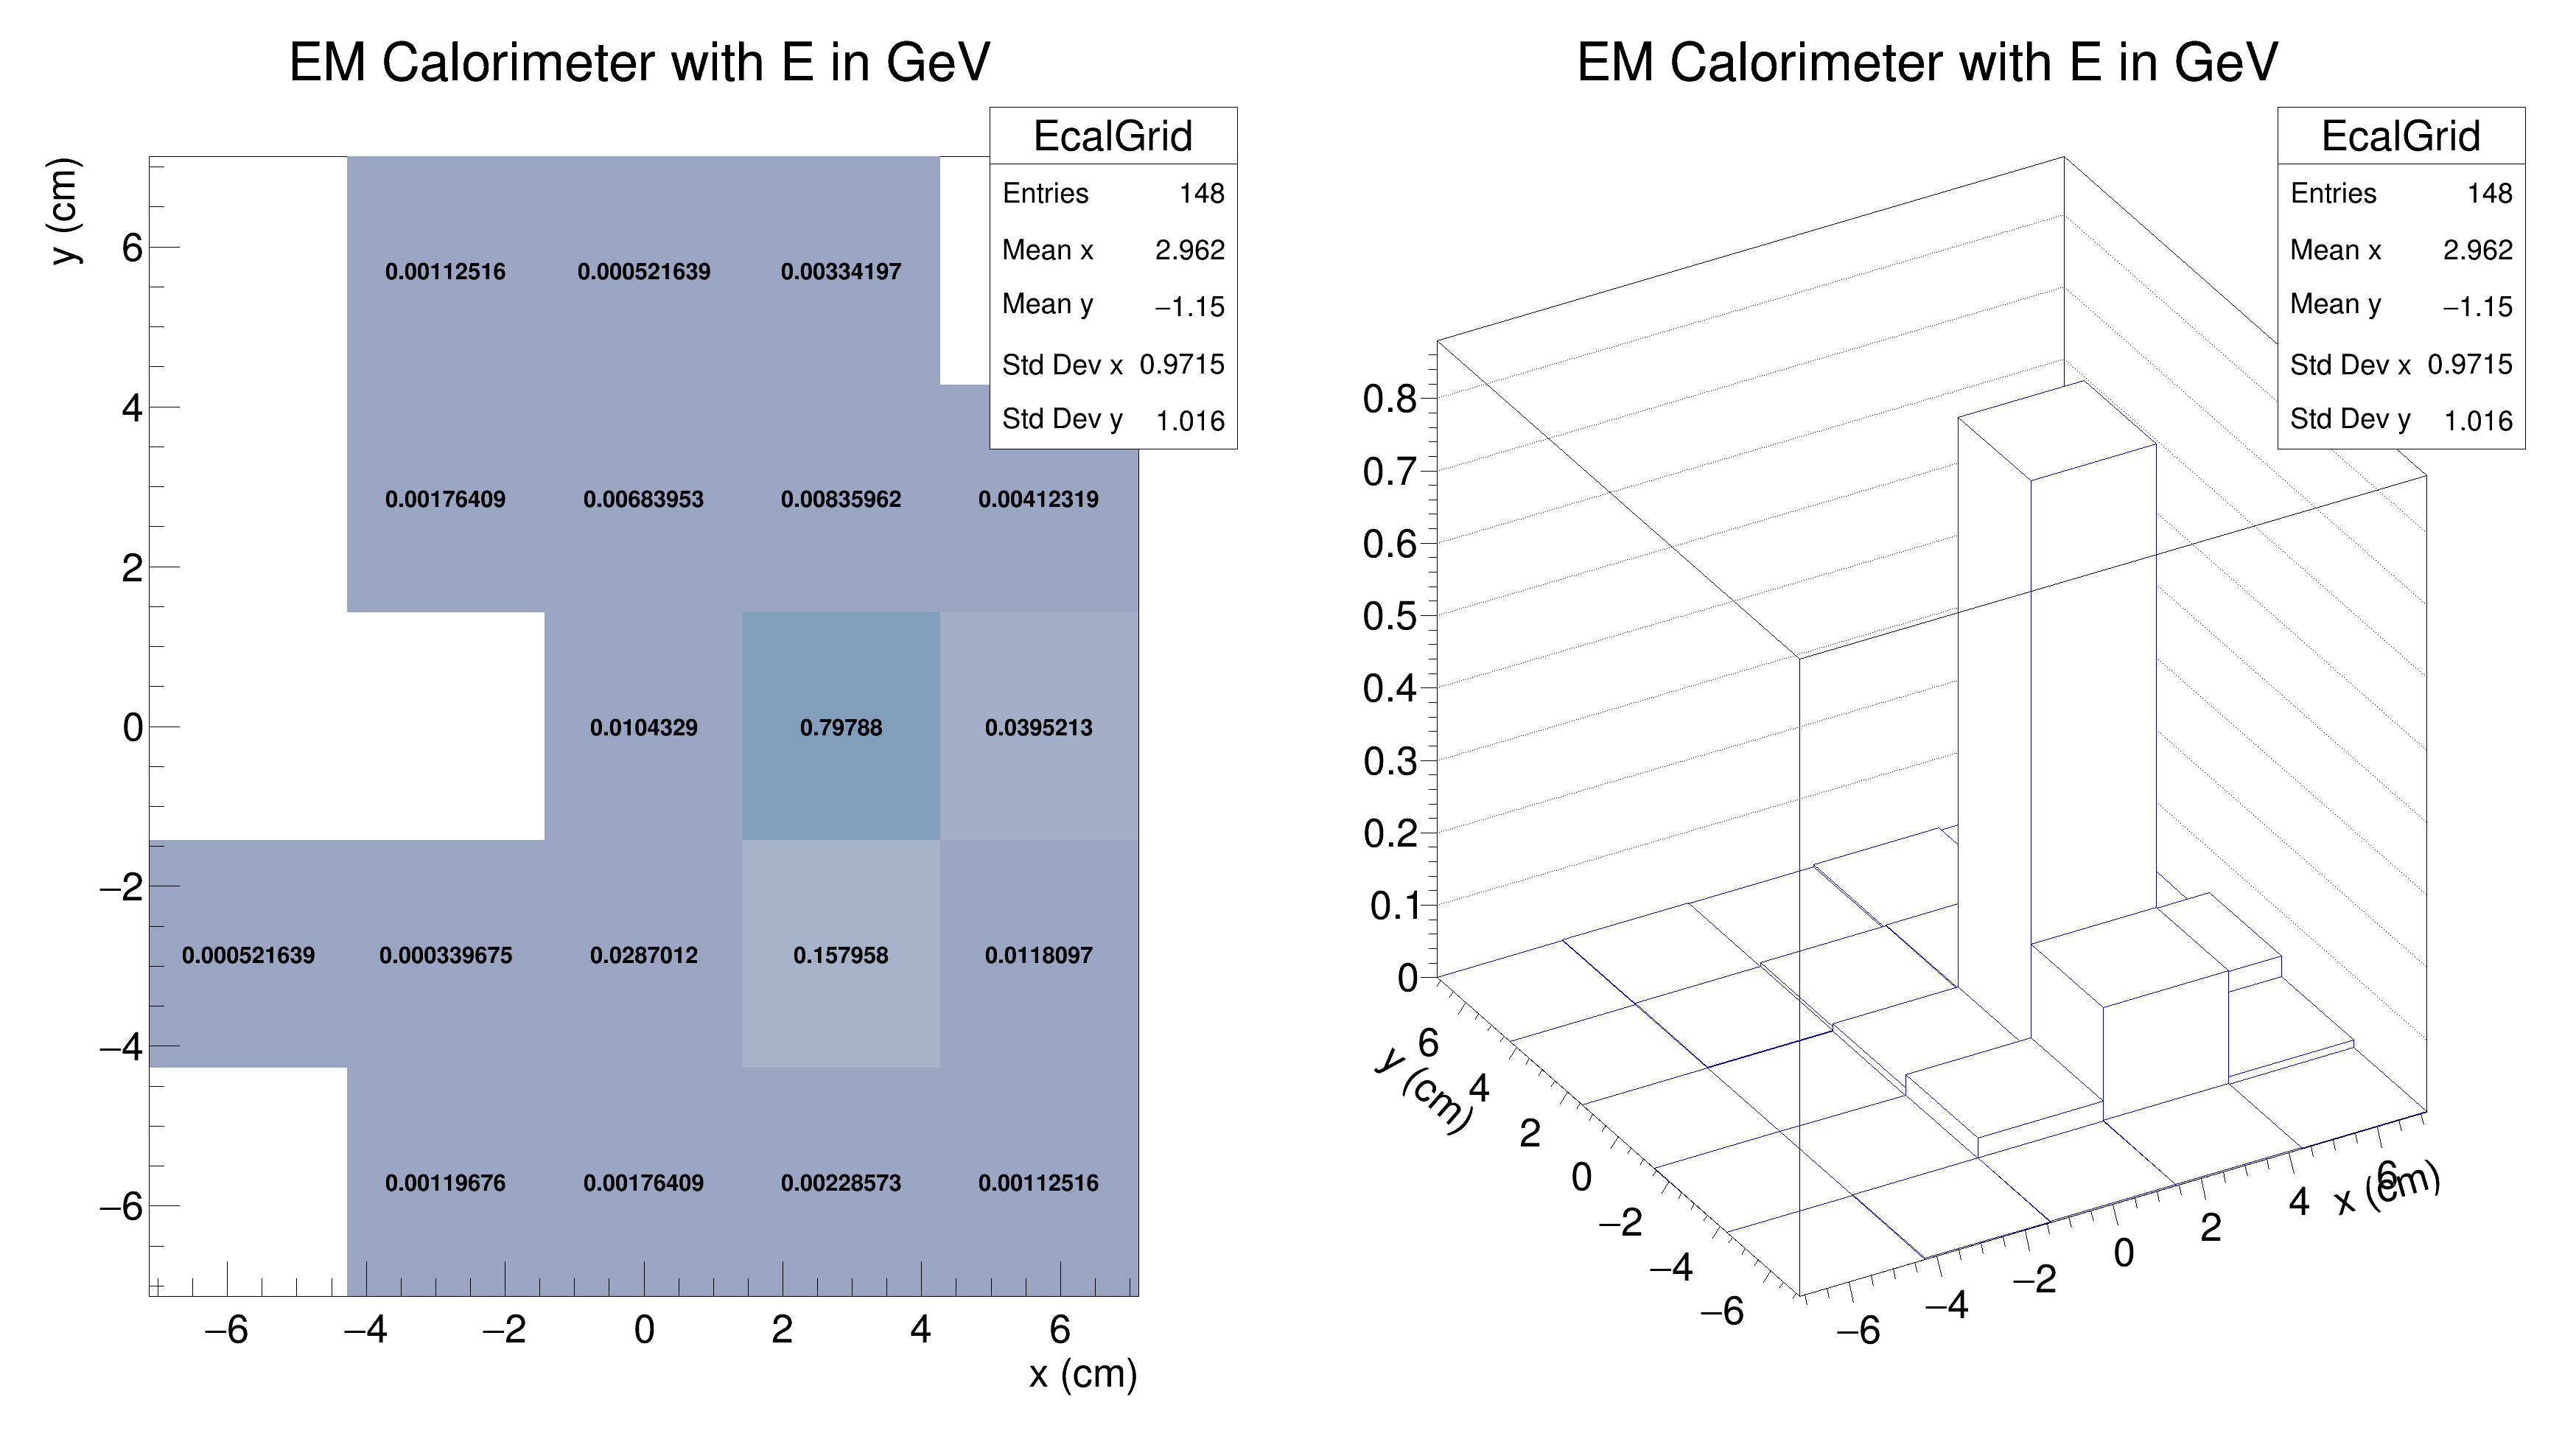 EM Calorimeter with E in GeV
EcalGrid
Entries 148
Mean x 2.962
Mean y −1.15
Std Dev x 0.9715
Std Dev y 1.016
y (cm)
6
4
2
0
−2
−4
−6
0.00112516 0.000521639 0.00334197
0.00176409 0.00683953 0.00835962 0.00412319
0.0104329 0.79788 0.0395213
0.000521639 0.000339675 0.0287012 0.157958 0.0118097
0.00119676 0.00176409 0.00228573 0.00112516
−6 −4 −2 0 2 4 6
x (cm)
EM Calorimeter with E in GeV
EcalGrid
Entries 148
Mean x 2.962
Mean y −1.15
Std Dev x 0.9715
Std Dev y 1.016
0.8
0.7
0.6
0.5
0.4
0.3
0.2
0.1
0
6
4
2
0
−2
−4
−6
y (cm)
−6
−4
−2
0
2
4
6
x (cm)